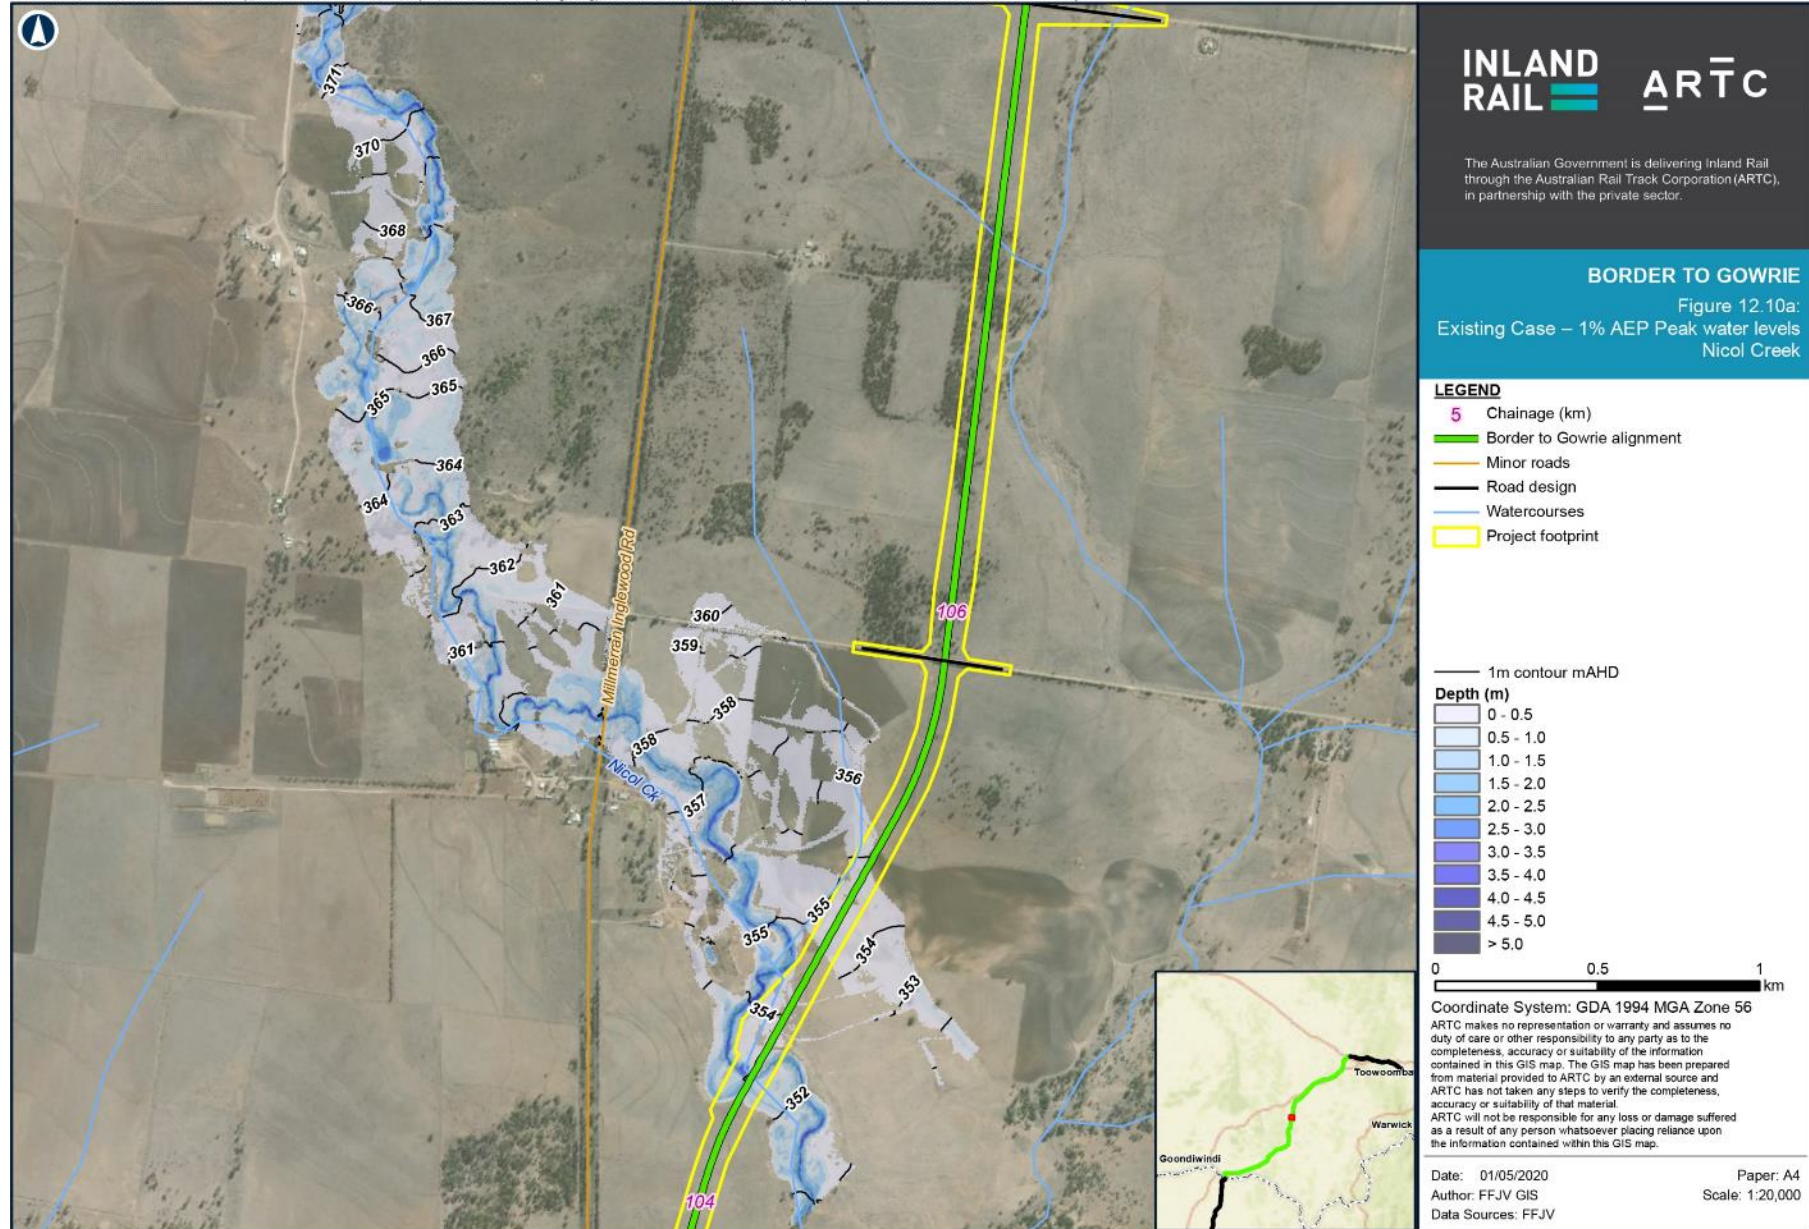 371
370
368
366
367
366
365
365
364
364
363
362
361
361
360
359
358
358
357
356
355
355
354
354
353
352
Millmerran Inglewood Rd
Nicol Ck
106
104
INLAND
RAIL
ARTC
The Australian Government is delivering Inland Rail
through the Australian Rail Track Corporation (ARTC),
in partnership with the private sector.
BORDER TO GOWRIE
Figure 12.10a:
Existing Case – 1% AEP Peak water levels
Nicol Creek
LEGEND
5 Chainage (km)
Border to Gowrie alignment
Minor roads
Road design
Watercourses
Project footprint
1m contour mAHD
Depth (m)
0 - 0.5
0.5 - 1.0
1.0 - 1.5
1.5 - 2.0
2.0 - 2.5
2.5 - 3.0
3.0 - 3.5
3.5 - 4.0
4.0 - 4.5
4.5 - 5.0
> 5.0
0 0.5 1
km
Coordinate System: GDA 1994 MGA Zone 56
ARTC makes no representation or warranty and assumes no
duty of care or other responsibility to any party as to the
completeness, accuracy or suitability of the information
contained in this GIS map. The GIS map has been prepared
from material provided to ARTC by an external source and
ARTC has not taken any steps to verify the completeness,
accuracy or suitability of that material.
ARTC will not be responsible for any loss or damage suffered
as a result of any person whatsoever placing reliance upon
the information contained within this GIS map.
Date: 01/05/2020 Paper: A4
Author: FFJV GIS Scale: 1:20,000
Data Sources: FFJV
Toowoomba
Warwick
Goondiwindi